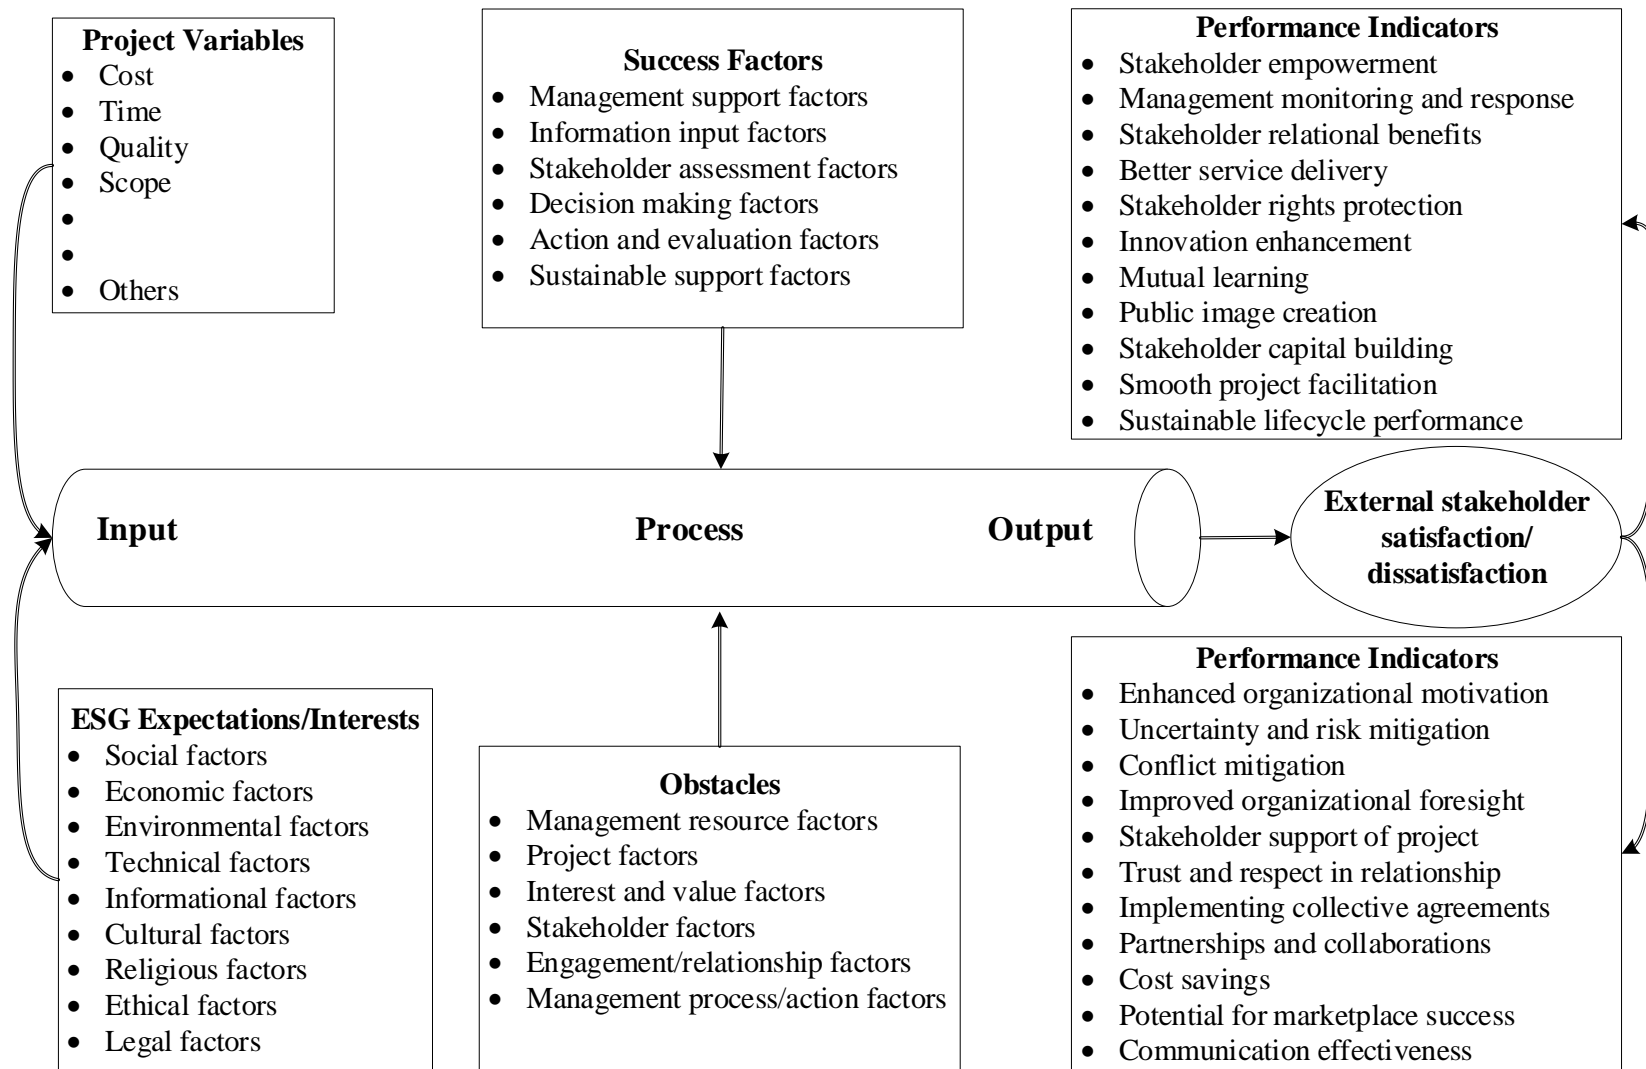 Project Variables
• Cost
• Time
• Quality
• Scope
•
•
• Others
Success Factors
• Management support factors
• Information input factors
• Stakeholder assessment factors
• Decision making factors
• Action and evaluation factors
• Sustainable support factors
Performance Indicators
• Stakeholder empowerment
• Management monitoring and response
• Stakeholder relational benefits
• Better service delivery
• Stakeholder rights protection
• Innovation enhancement
• Mutual learning
• Public image creation
• Stakeholder capital building
• Smooth project facilitation
• Sustainable lifecycle performance
Input
Process
Output
External stakeholder
satisfaction/
dissatisfaction
ESG Expectations/Interests
• Social factors
• Economic factors
• Environmental factors
• Technical factors
• Informational factors
• Cultural factors
• Religious factors
• Ethical factors
• Legal factors
Obstacles
• Management resource factors
• Project factors
• Interest and value factors
• Stakeholder factors
• Engagement/relationship factors
• Management process/action factors
Performance Indicators
• Enhanced organizational motivation
• Uncertainty and risk mitigation
• Conflict mitigation
• Improved organizational foresight
• Stakeholder support of project
• Trust and respect in relationship
• Implementing collective agreements
• Partnerships and collaborations
• Cost savings
• Potential for marketplace success
• Communication effectiveness